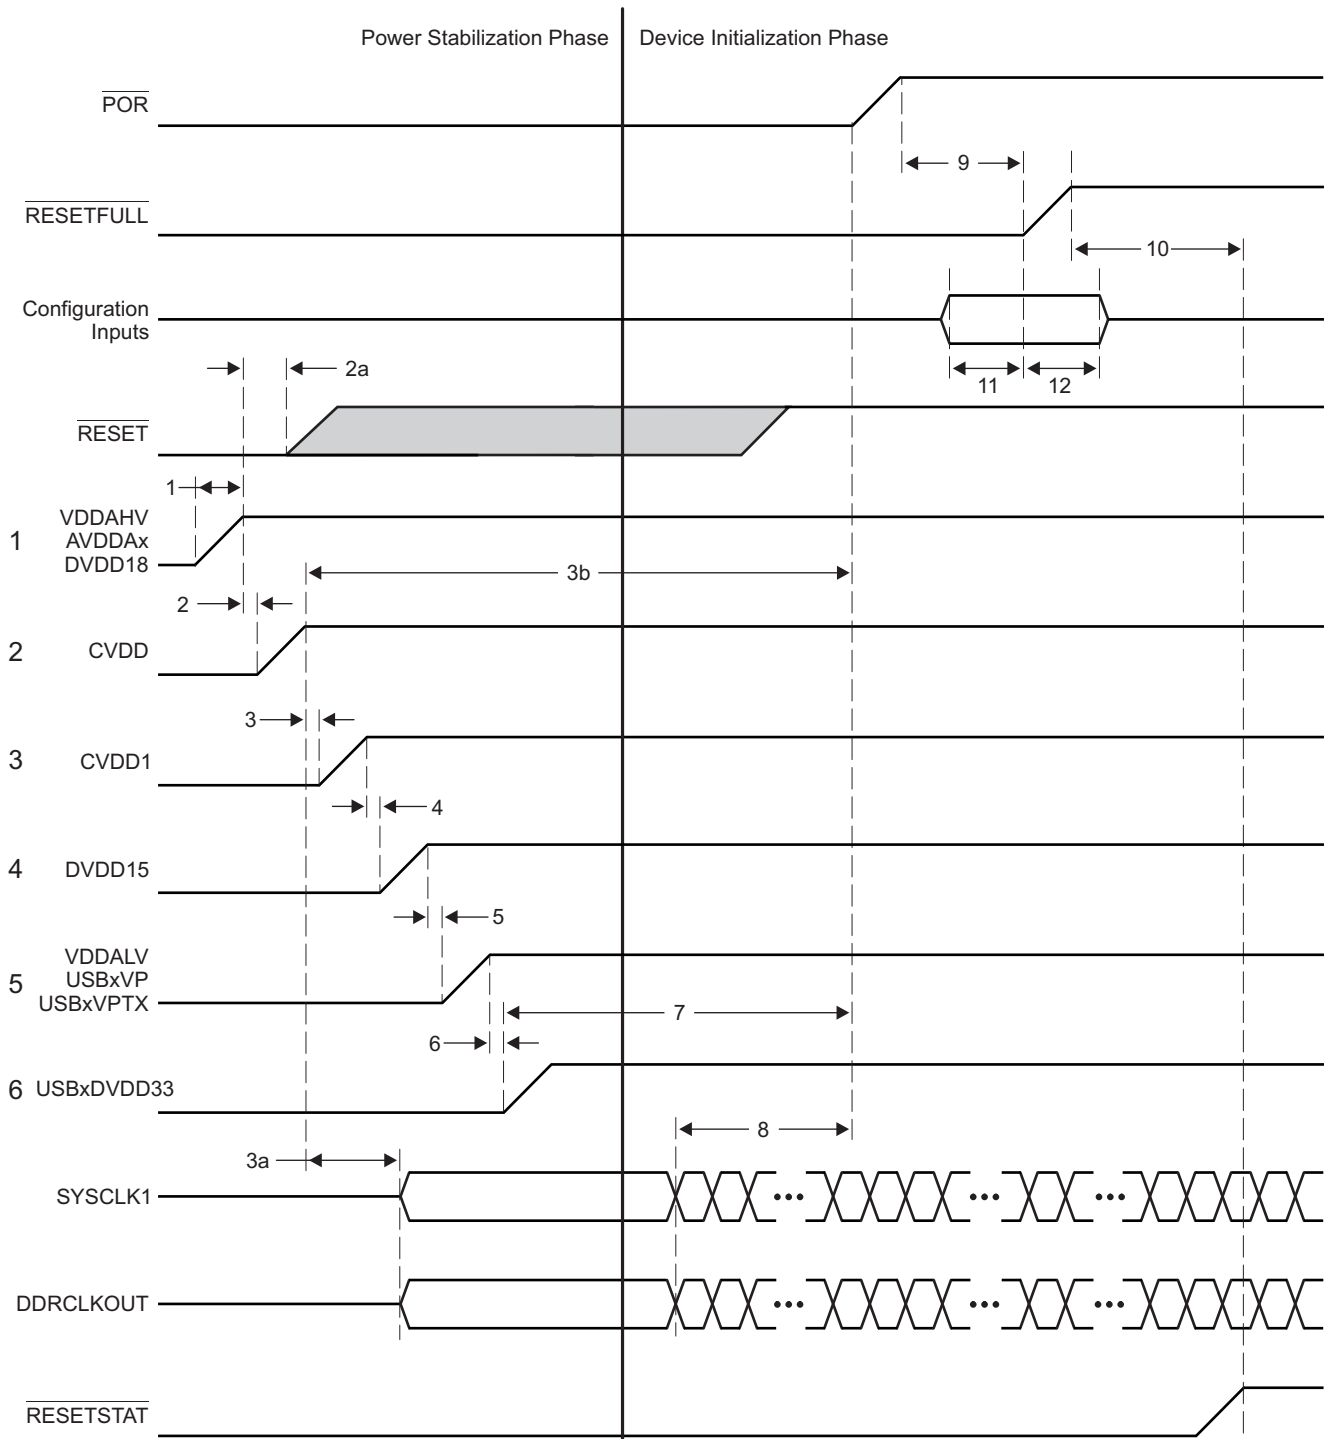 Power Stabilization Phase
Device Initialization Phase
POR
9
RESETFULL
10
Configuration
Inputs
2a
11
12
RESET
1
1
VDDAHV
AVDDAx
DVDD18
3b
2
2
CVDD
3
3
CVDD1
4
4
DVDD15
5
5
VDDALV
USBxVP
USBxVPTX
7
6
6
USBxDVDD33
8
3a
SYSCLK1
•••
•••
•••
DDRCLKOUT
•••
•••
•••
RESETSTAT